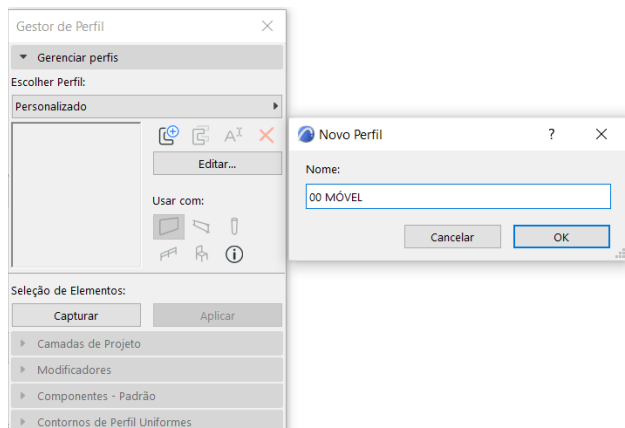 Gestor de Perfil
Gerenciar perfis
Escolher Perfil:
Personalizado
Editar...
Usar com:
Seleção de Elementos:
Capturar Aplicar
Camadas de Projeto
Modificadores
Componentes - Padrão
Contornos de Perfil Uniformes
Novo Perfil ?
Nome:
00 MÓVEL
Cancelar OK